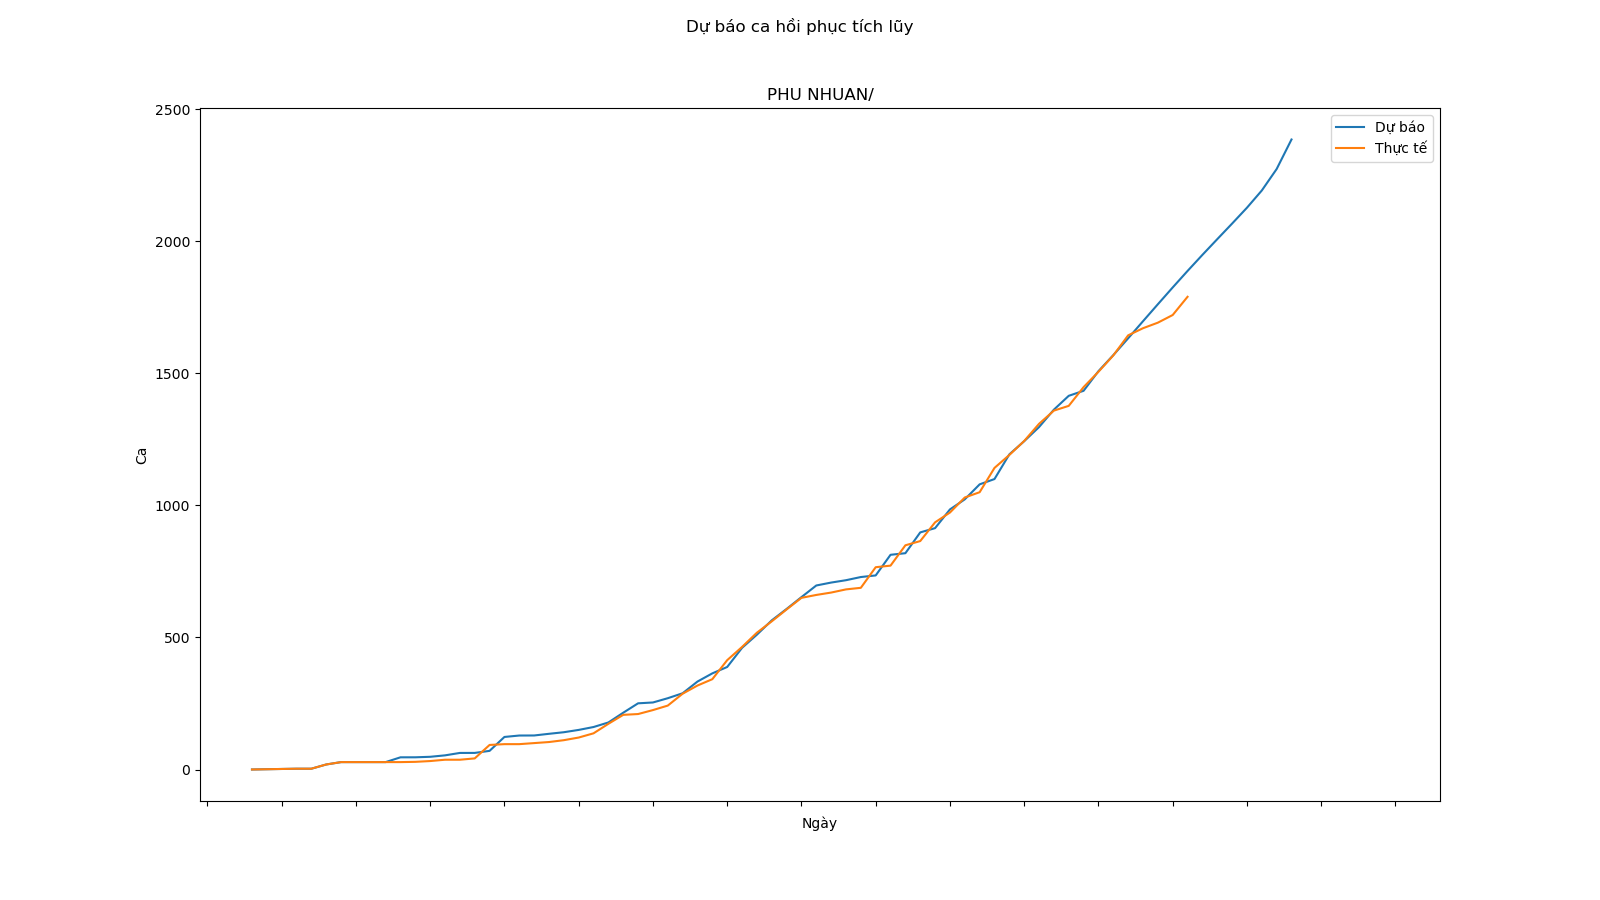 Dự báo ca hồi phục tích lũy
PHU NHUAN/
2500
2000
1500
1000
500
0
Ca
Ngày
Dự báo
Thực tế